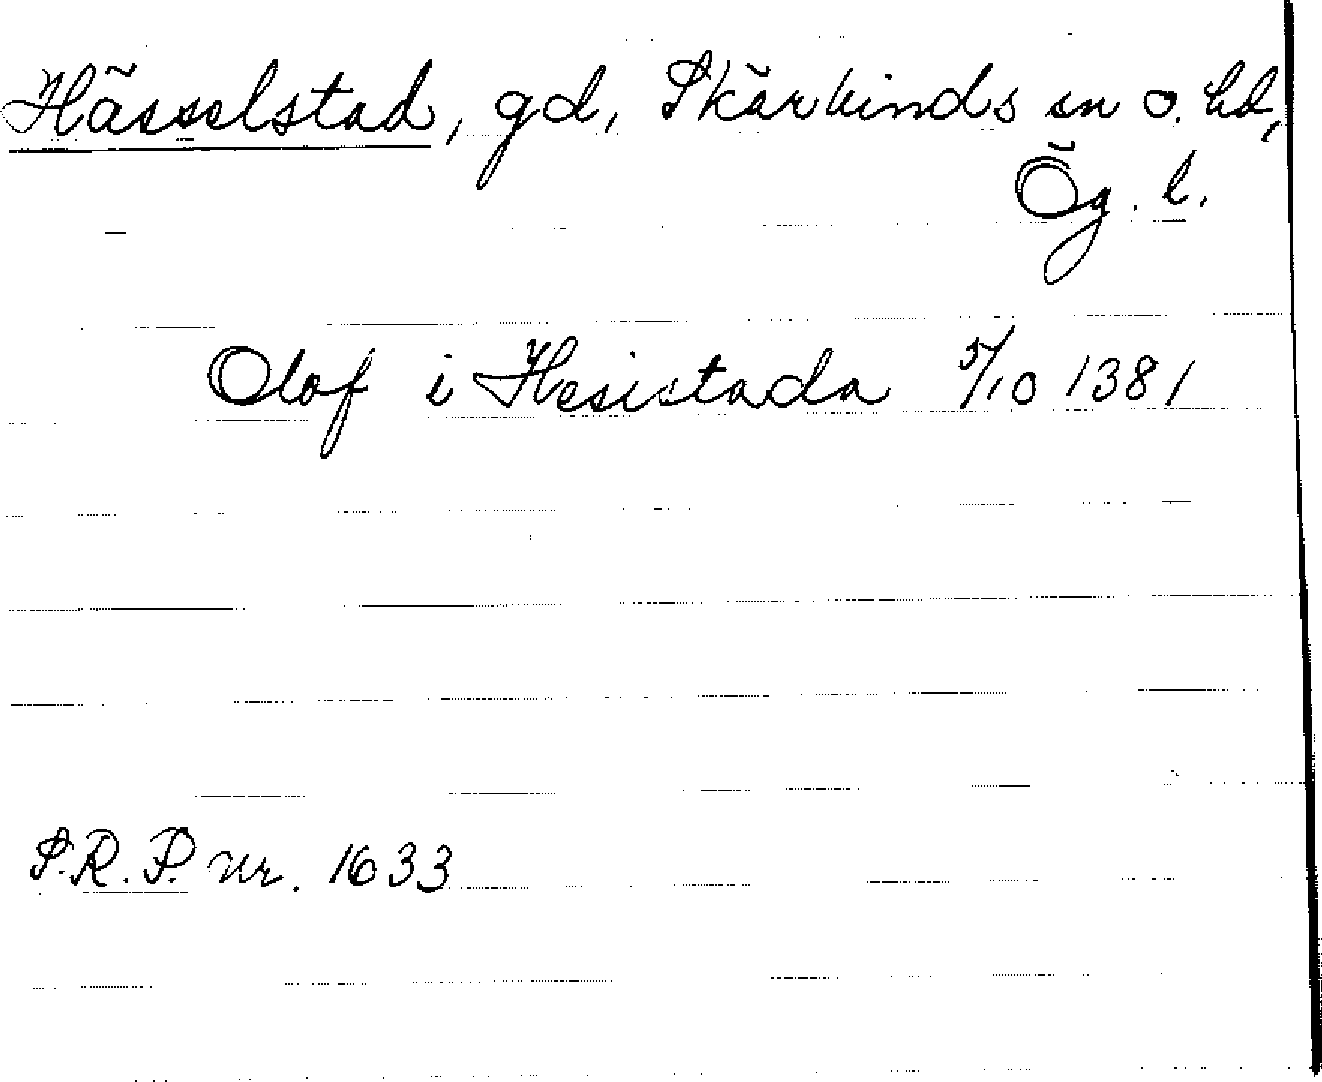 Hässelstad, gd, Skärkinds sn o. hd,
Ög. l.
Olof i Hesistada 5/10 1381
S.R.P. nr. 1633